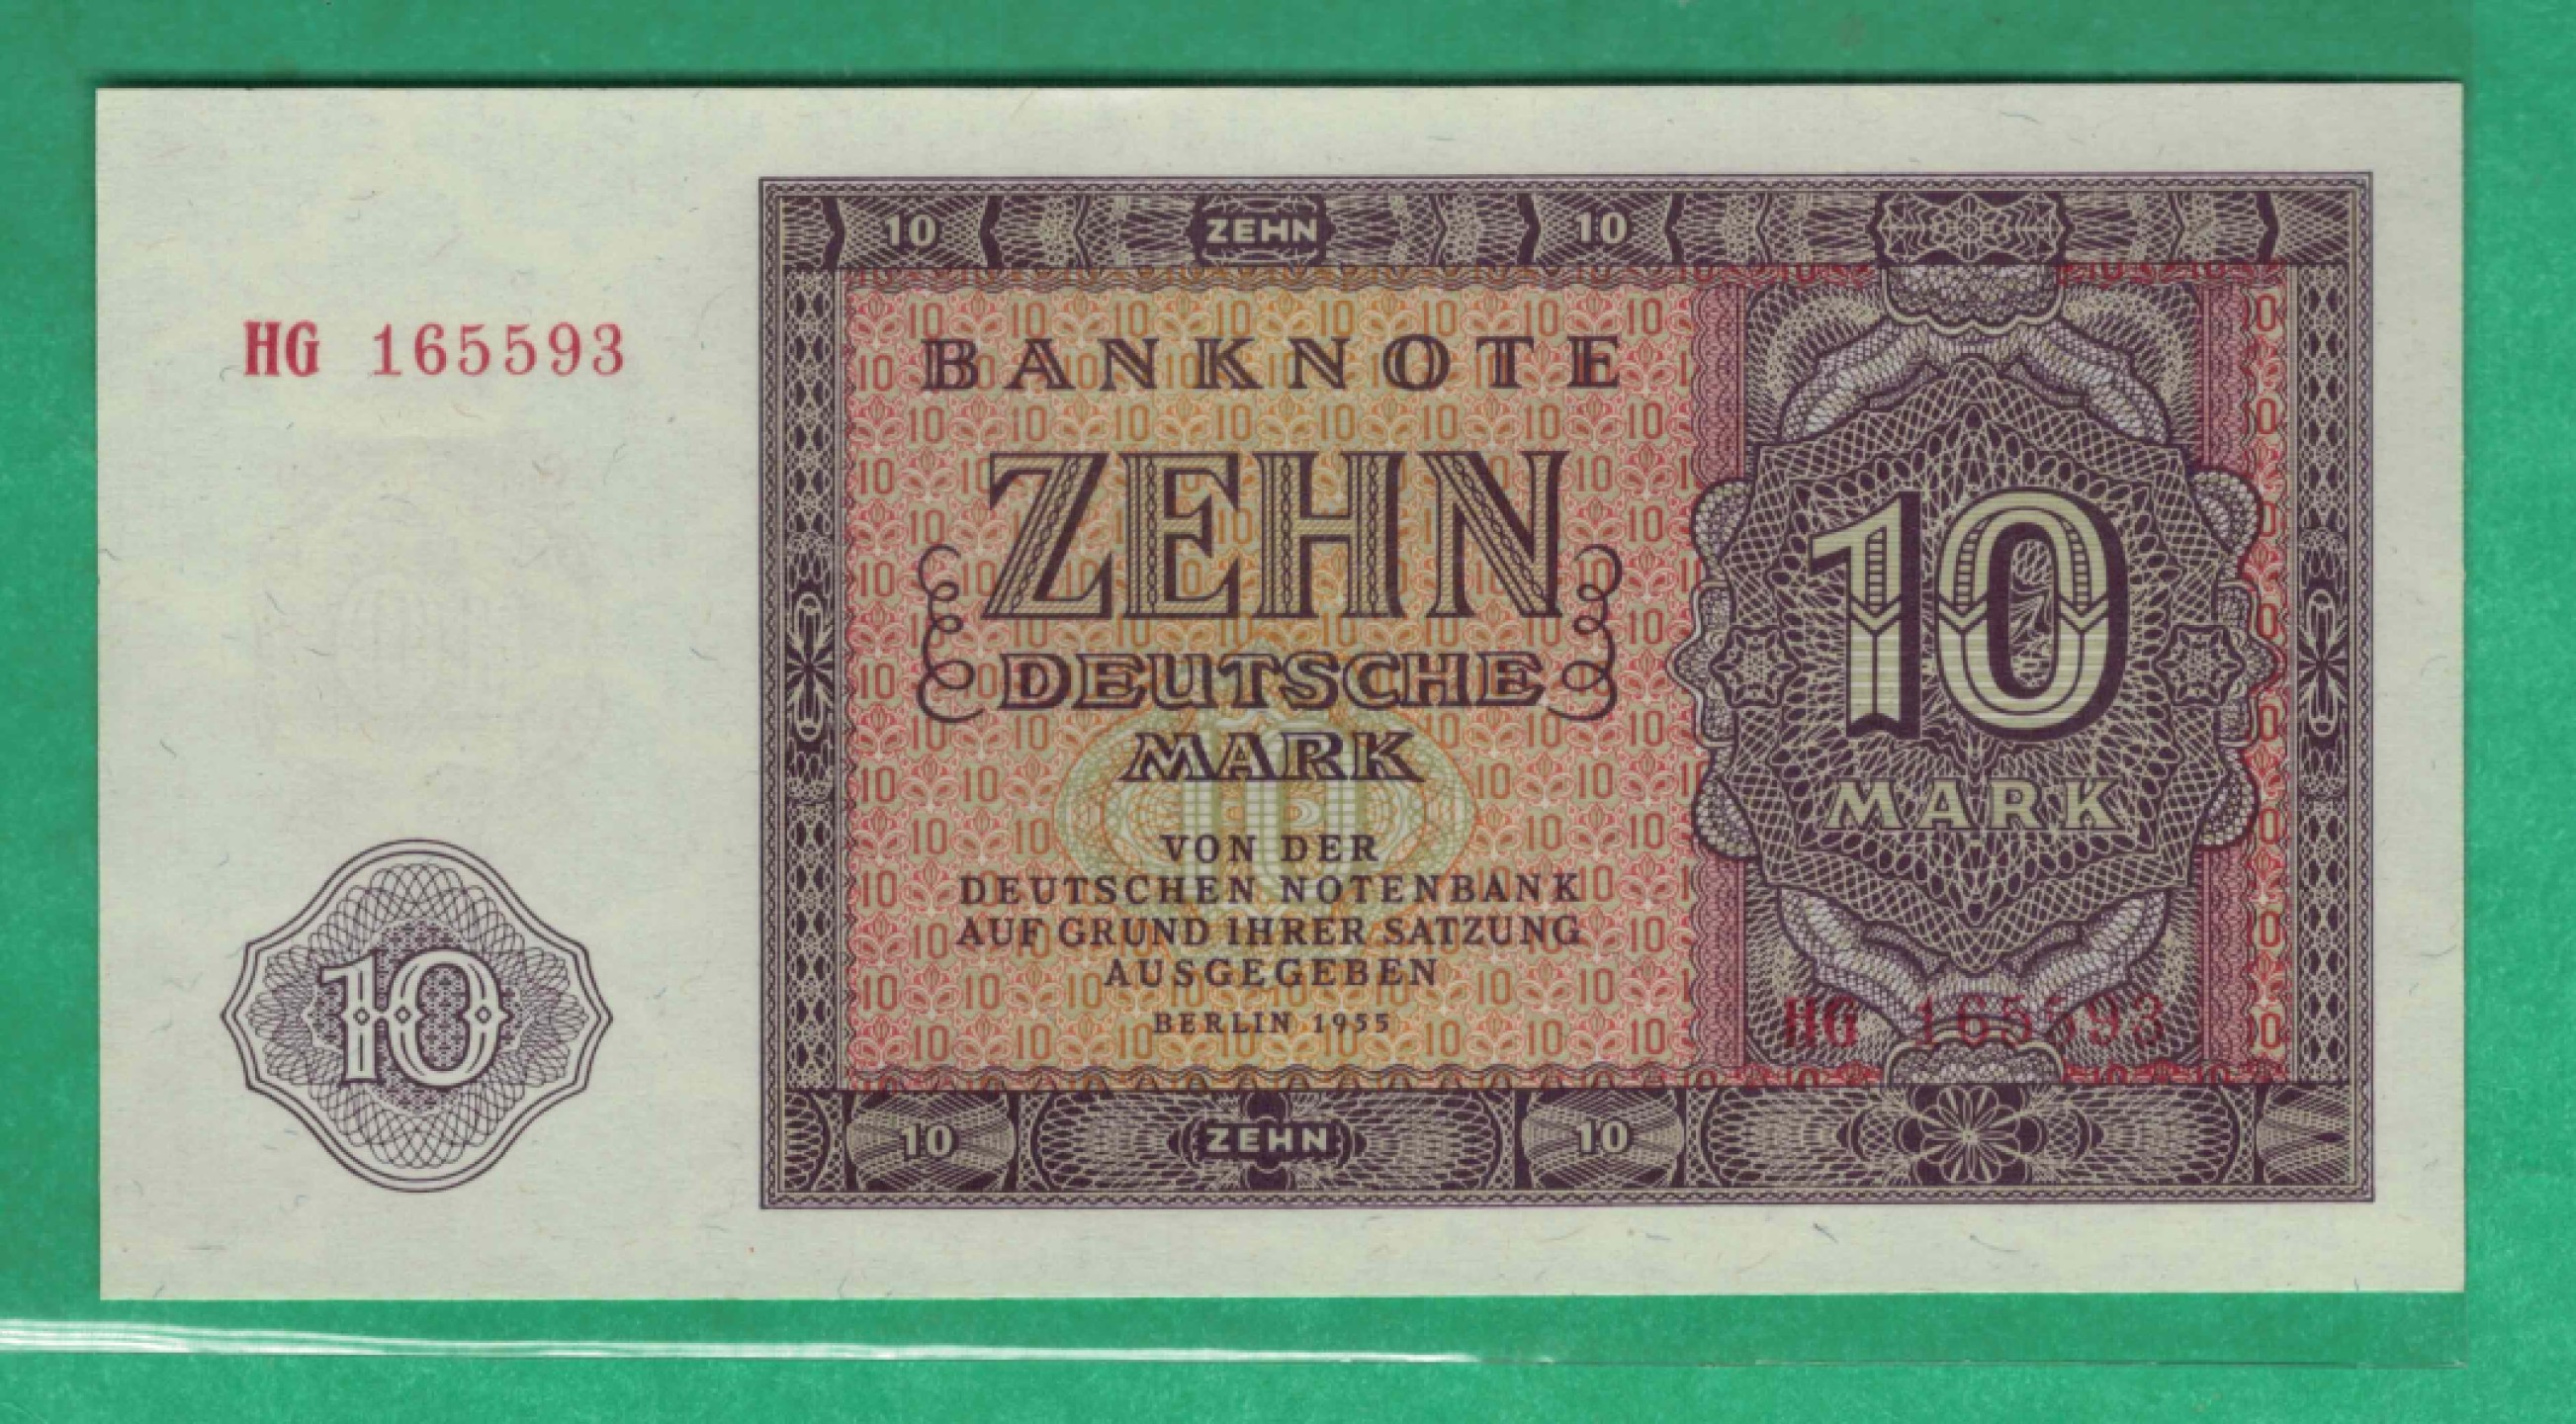 10 ZEHN 10
HG 165593
BANKNOTE
ZEHN
DEUTSCHE
MARK
10
MARK
VON DER
DEUTSCHEN NOTENBANK
AUF GRUND IHRER SATZUNG
AUSGEGEBEN
BERLIN 1955
10
HG 165593
10 ZEHN 10